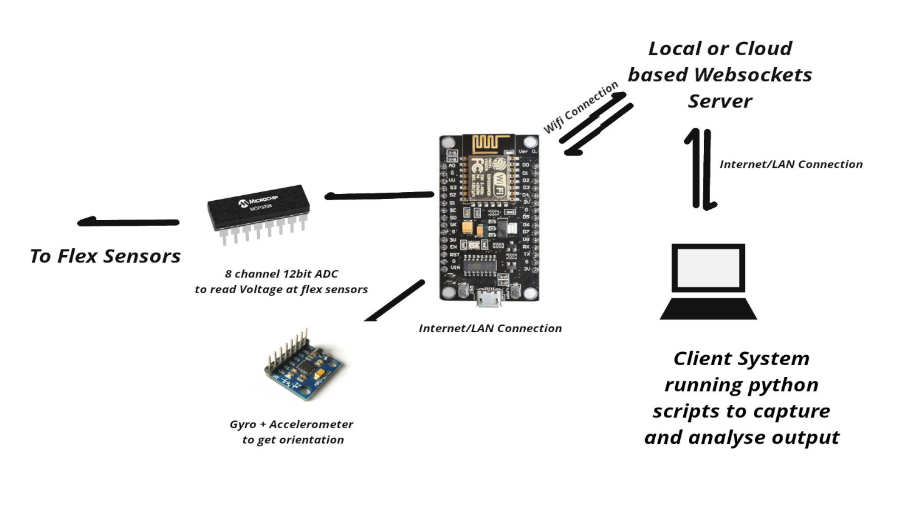 Local or Cloud
based Websockets
Server
Wifi Connection
Internet/LAN Connection
MICROCHIP
To Flex Sensors
8 channel 12bit ADC
to read Voltage at flex sensors
Internet/LAN Connection
Gyro + Accelerometer
to get orientation
Client System
running python
scripts to capture
and analyse output